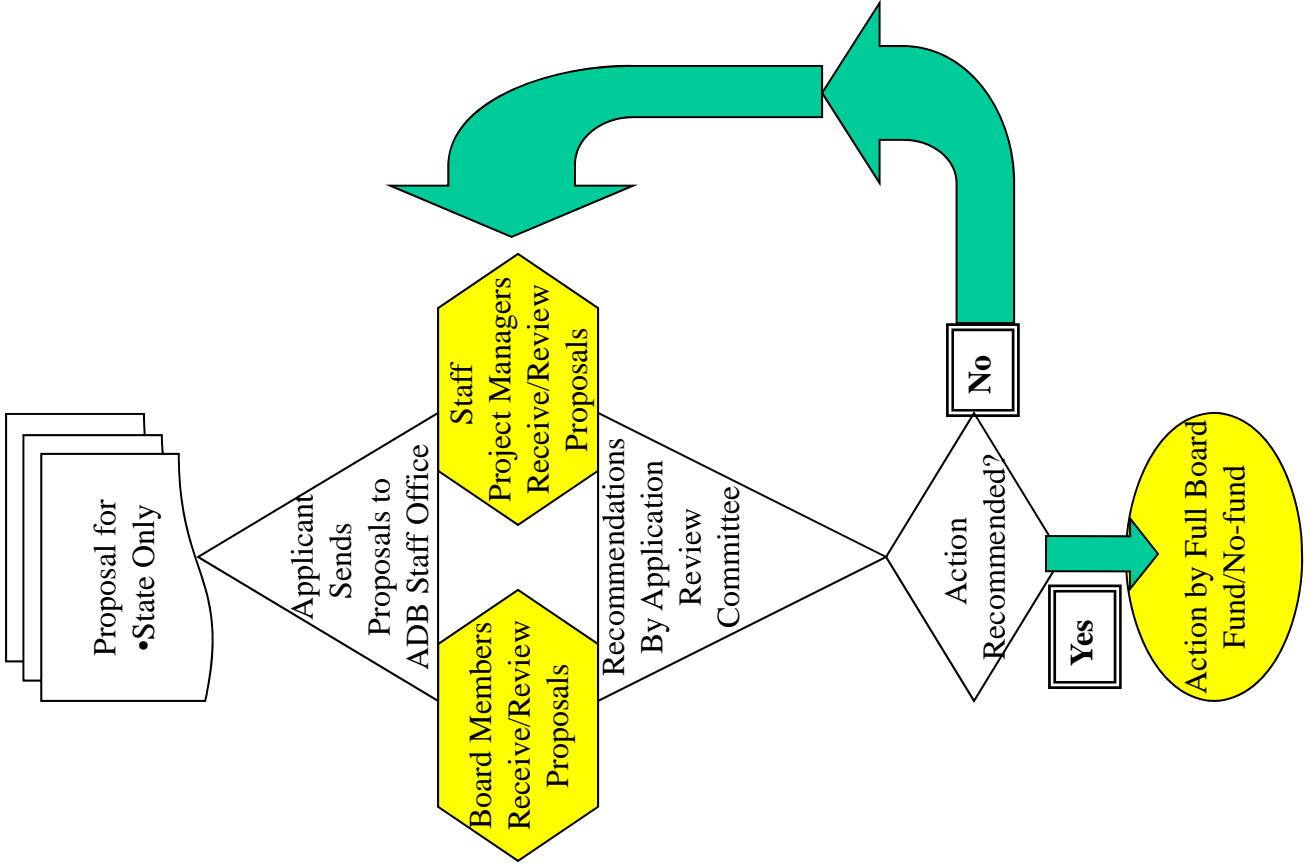 Proposal for
•State Only
Applicant
Sends
Proposals to
ADB Staff Office
Board Members
Receive/Review
Proposals
Staff
Project Managers
Receive/Review
Proposals
Recommendations
By Application
Review
Committee
Action
Recommended?
No
Yes
Action by Full Board
Fund/No-fund